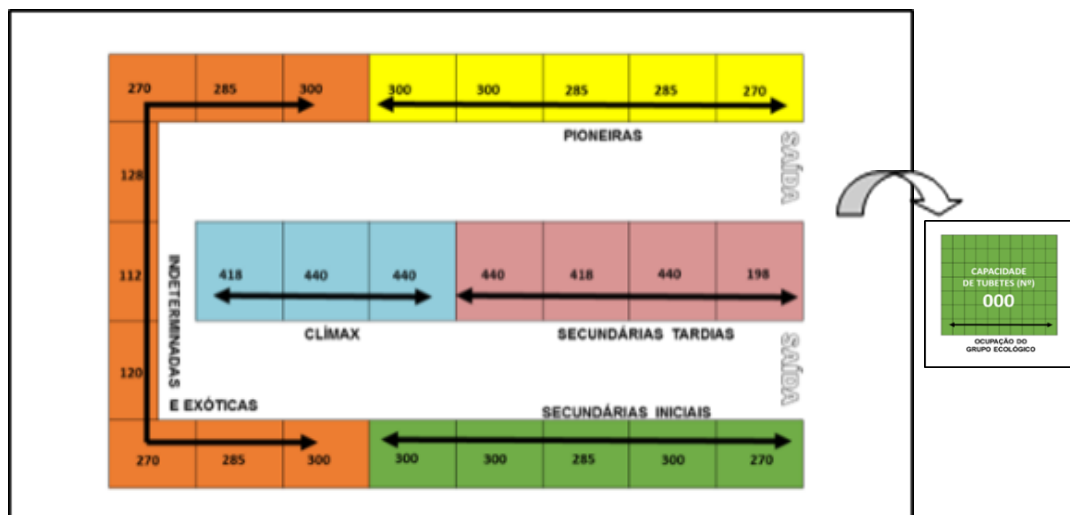 270 285 300 300 300 285 285 270
PIONEIRAS
SAÍDA
128
112
120
INDETERMINADAS
E EXÓTICAS
418 440 440 440 418 440 198
CLÍMAX
SECUNDÁRIAS TARDIAS
SAÍDA
SECUNDÁRIAS INICIAIS
270 285 300 300 300 285 300 270
CAPACIDADE
DE TUBETES (Nº)
000
OCUPAÇÃO DO
GRUPO ECOLÓGICO